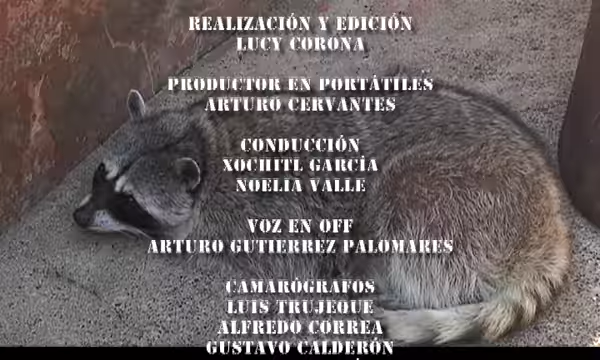 REALIZACIÓN Y EDICIÓN
LUCY CORONA
PRODUCTOR EN PORTÁTILES
ARTURO CERVANTES
CONDUCCIÓN
XOCHITL GARCÍA
NOELIA VALLE
VOZ EN OFF
ARTURO GUTIERREZ PALOMARES
CAMARÓGRAFOS
LUIS TRUJEQUE
ALFREDO CORREA
GUSTAVO CALDERÓN